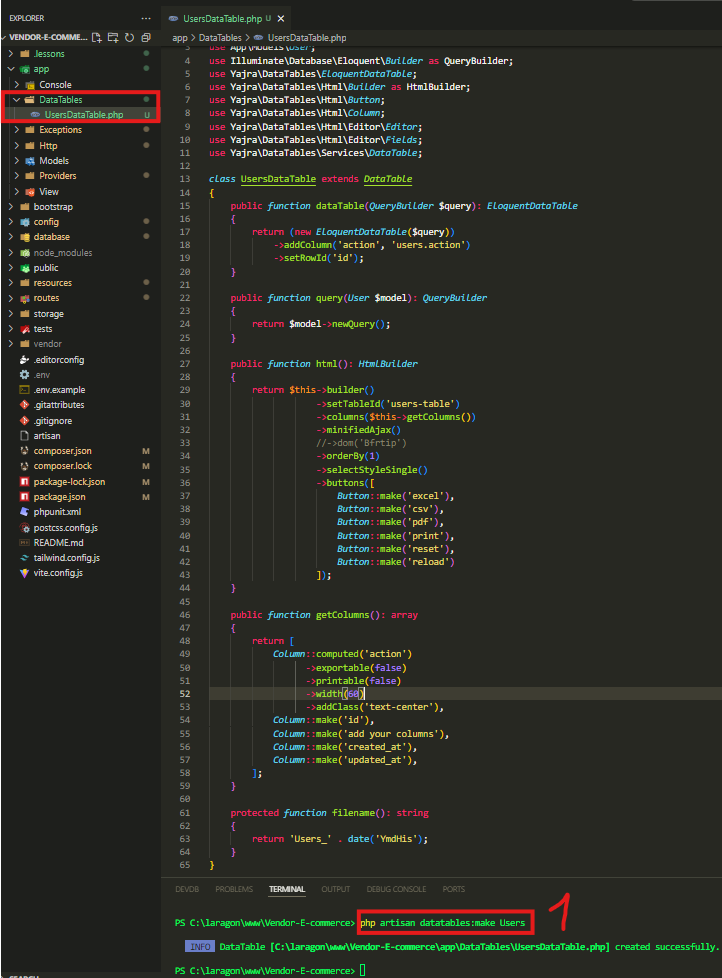 EXPLORER
VENDOR-E-COMME...
.lessons
app
Console
DataTables
UsersDataTable.php U
Exceptions
Http
Models
Providers
View
bootstrap
config
database
node_modules
public
resources
routes
storage
tests
vendor
.editorconfig
.env
.env.example
.gitattributes
.gitignore
artisan
composer.json M
composer.lock M
package-lock.json M
package.json M
phpunit.xml
postcss.config.js
README.md
tailwind.config.js
vite.config.js
UsersDataTable.php U
app > DataTables > UsersDataTable.php
3 use App\Models\User;
4 use Illuminate\Database\Eloquent\Builder as QueryBuilder;
5 use Yajra\DataTables\EloquentDataTable;
6 use Yajra\DataTables\Html\Builder as HtmlBuilder;
7 use Yajra\DataTables\Html\Button;
8 use Yajra\DataTables\Html\Column;
9 use Yajra\DataTables\Html\Editor\Editor;
10 use Yajra\DataTables\Html\Editor\Fields;
11 use Yajra\DataTables\Services\DataTable;
12
13 class UsersDataTable extends DataTable
14 {
15 public function dataTable(QueryBuilder $query): EloquentDataTable
16 {
17 return (new EloquentDataTable($query))
18 ->addColumn('action', 'users.action')
19 ->setRowId('id');
20 }
21
22 public function query(User $model): QueryBuilder
23 {
24 return $model->newQuery();
25 }
26
27 public function html(): HtmlBuilder
28 {
29 return $this->builder()
30 ->setTableId('users-table')
31 ->columns($this->getColumns())
32 ->minifiedAjax()
33 //->dom('Bfrtip')
34 ->orderBy(1)
35 ->selectStyleSingle()
36 ->buttons([
37 Button::make('excel'),
38 Button::make('csv'),
39 Button::make('pdf'),
40 Button::make('print'),
41 Button::make('reset'),
42 Button::make('reload')
43 ]);
44 }
45
46 public function getColumns(): array
47 {
48 return [
49 Column::computed('action')
50 ->exportable(false)
51 ->printable(false)
52 ->width(60)
53 ->addClass('text-center'),
54 Column::make('id'),
55 Column::make('add your columns'),
56 Column::make('created_at'),
57 Column::make('updated_at'),
58 ];
59 }
60
61 protected function filename(): string
62 {
63 return 'Users_' . date('YmdHis');
64 }
65 }
DEVDB PROBLEMS TERMINAL OUTPUT DEBUG CONSOLE PORTS
PS C:\laragon\www\Vendor-E-commerce> php artisan datatables:make Users
1
INFO DataTable [C:\laragon\www\Vendor-E-commerce\app\DataTables\UsersDataTable.php] created successfully.
PS C:\laragon\www\Vendor-E-commerce>